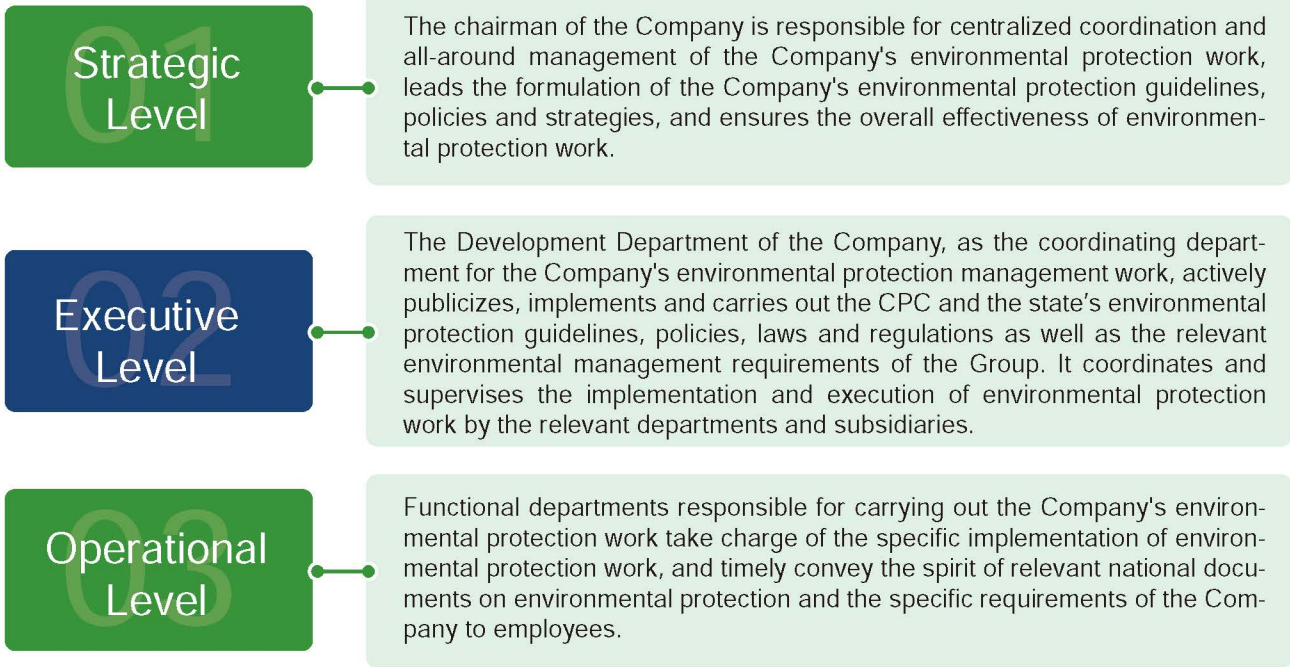 01
Strategic
Level
The chairman of the Company is responsible for centralized coordination and
all-around management of the Company's environmental protection work,
leads the formulation of the Company's environmental protection guidelines,
policies and strategies, and ensures the overall effectiveness of environmen-
tal protection work.
02
Executive
Level
The Development Department of the Company, as the coordinating depart-
ment for the Company's environmental protection management work, actively
publicizes, implements and carries out the CPC and the state’s environmental
protection guidelines, policies, laws and regulations as well as the relevant
environmental management requirements of the Group. It coordinates and
supervises the implementation and execution of environmental protection
work by the relevant departments and subsidiaries.
03
Operational
Level
Functional departments responsible for carrying out the Company's environ-
mental protection work take charge of the specific implementation of environ-
mental protection work, and timely convey the spirit of relevant national docu-
ments on environmental protection and the specific requirements of the Com-
pany to employees.